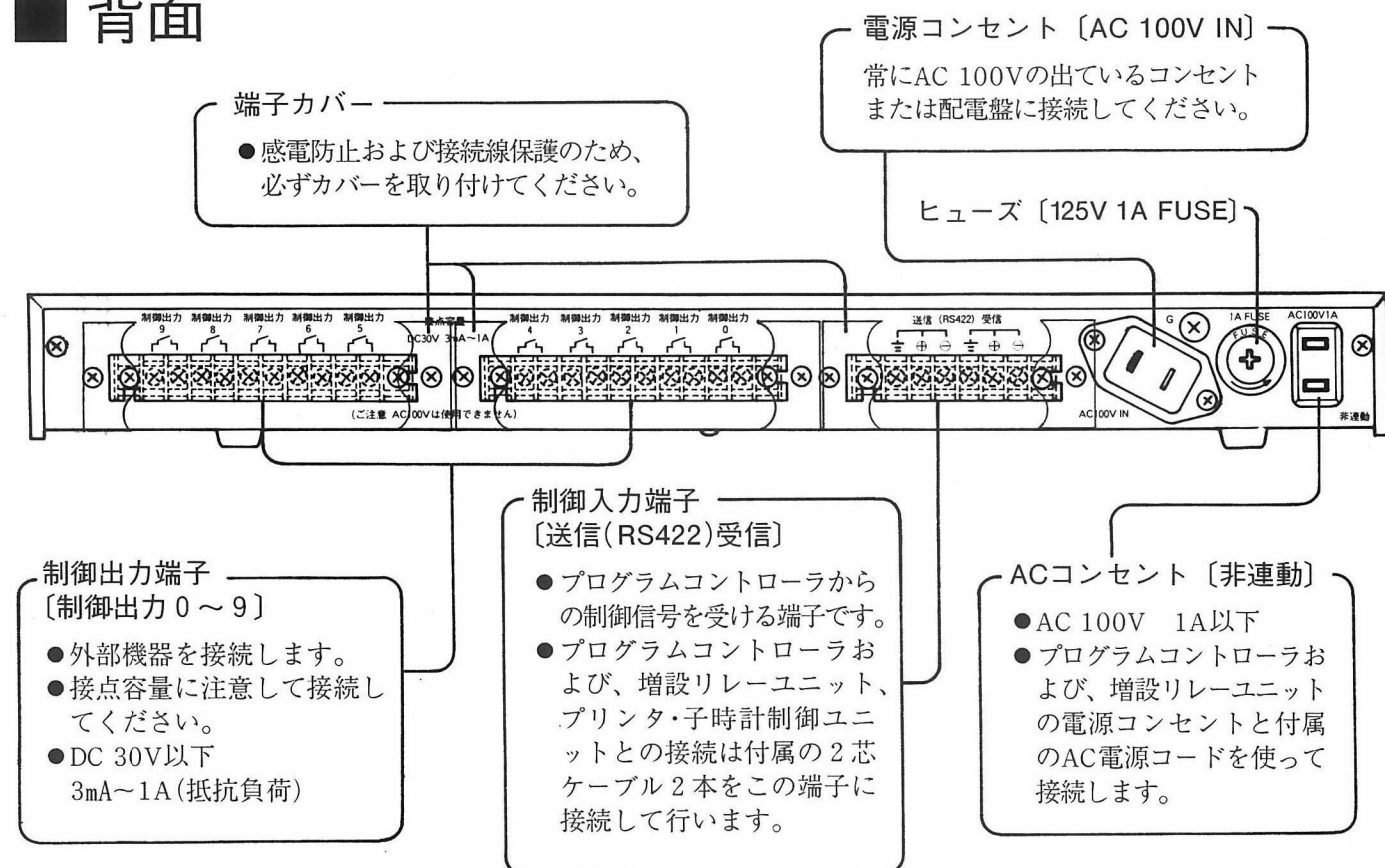 ■ 背面
電源コンセント〔AC 100V IN〕
常にAC 100Vの出ているコンセント
または配電盤に接続してください。
端子カバー
●感電防止および接続線保護のため、
必ずカバーを取り付けてください。
ヒューズ〔125V 1A FUSE〕
制御出力 制御出力 制御出力 制御出力 制御出力
9 8 7 6 5
接点容量
DC30V 3mA～1A
制御出力 制御出力 制御出力 制御出力 制御出力
4 3 2 1 0
送信 (RS422) 受信
⏚ ⊕ ⊖ ⏚ ⊕ ⊖
G
1A FUSE
FUSE
AC100V1A
(ご注意 AC100Vは使用できません)
AC100V IN
非連動
制御出力端子
〔制御出力 0 ～ 9〕
●外部機器を接続します。
●接点容量に注意して接続し
てください。
●DC 30V以下
3mA～1A(抵抗負荷)
制御入力端子
〔送信(RS422)受信〕
●プログラムコントローラから
の制御信号を受ける端子です。
●プログラムコントローラお
よび、増設リレーユニット、
プリンタ・子時計制御ユニ
ットとの接続は付属の2芯
ケーブル2本をこの端子に
接続して行います。
ACコンセント〔非連動〕
●AC 100V 1A以下
●プログラムコントローラお
よび、増設リレーユニット
の電源コンセントと付属
のAC電源コードを使って
接続します。